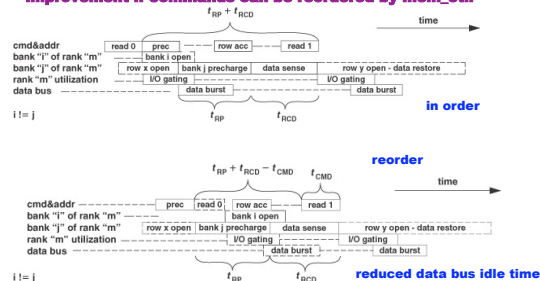 improvement if commands can be reordered by mem_ctrl
tRP + tRCD
time
cmd&addr read 0 prec row acc read 1
bank "i" of rank "m" bank i open
bank "j" of rank "m" row x open bank j precharge data sense row y open - data restore
rank "m" utilization I/O gating I/O gating
data bus data burst data burst
in order
i != j tRP tRCD
reorder
tRP + tRCD − tCMD tCMD
time
cmd&addr prec read 0 row acc read 1
bank "i" of rank "m" bank i open
bank "j" of rank "m" row x open bank j precharge data sense row y open - data restore
rank "m" utilization I/O gating I/O gating
data bus data burst data burst
i != j tRP tRCD reduced data bus idle time